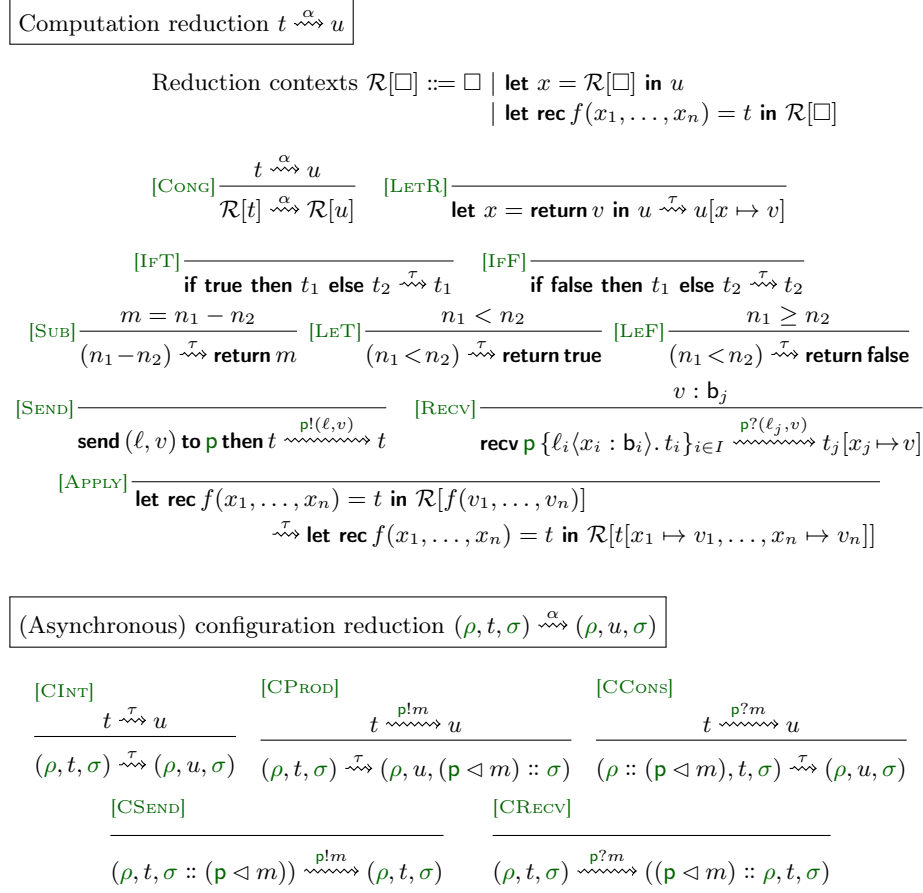 Computation reduction t ⇝^α u
Reduction contexts R[□] ::= □ | let x = R[□] in u
| let rec f(x₁, …, xₙ) = t in R[□]
t ⇝^α u
[Cong] R[t] ⇝^α R[u] [LetR] let x = return v in u ⇝^τ u[x ↦ v]
[IfT] if true then t₁ else t₂ ⇝^τ t₁ [IfF] if false then t₁ else t₂ ⇝^τ t₂
m = n₁ − n₂ n₁ < n₂ n₁ ≥ n₂
[Sub] (n₁−n₂) ⇝^τ return m [LeT] (n₁<n₂) ⇝^τ return true [LeF] (n₁<n₂) ⇝^τ return false
v : bⱼ
[Send] send (ℓ, v) to p then t ⇝^{p!(ℓ,v)} t [Recv] recv p {ℓᵢ⟨xᵢ : bᵢ⟩. tᵢ}_{i∈I} ⇝^{p?(ℓⱼ,v)} tⱼ[xⱼ↦v]
[Apply] let rec f(x₁, …, xₙ) = t in R[f(v₁, …, vₙ)]
⇝^τ let rec f(x₁, …, xₙ) = t in R[t[x₁ ↦ v₁, …, xₙ ↦ vₙ]]
(Asynchronous) configuration reduction (ρ, t, σ) ⇝^α (ρ, u, σ)
[CInt] [CProd] [CCons]
t ⇝^τ u t ⇝^{p!m} u t ⇝^{p?m} u
(ρ, t, σ) ⇝^τ (ρ, u, σ) (ρ, t, σ) ⇝^τ (ρ, u, (p ◁ m) :: σ) (ρ :: (p ◁ m), t, σ) ⇝^τ (ρ, u, σ)
[CSend] [CRecv]
(ρ, t, σ :: (p ◁ m)) ⇝^{p!m} (ρ, t, σ) (ρ, t, σ) ⇝^{p?m} ((p ◁ m) :: ρ, t, σ)